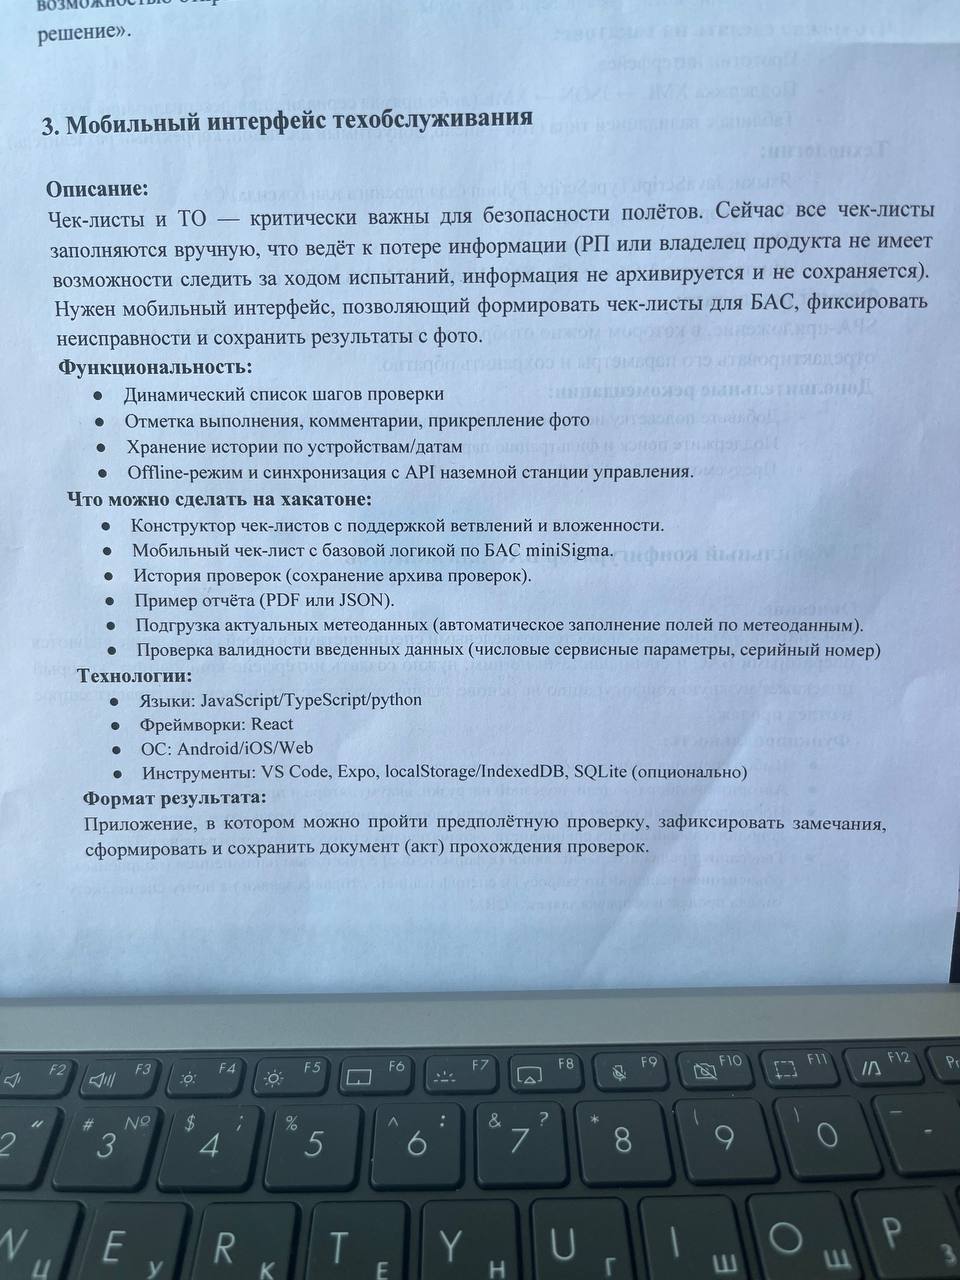 решение».
3. Мобильный интерфейс техобслуживания
Описание:
Чек-листы и ТО — критически важны для безопасности полётов. Сейчас все чек-листы
заполняются вручную, что ведёт к потере информации (РП или владелец продукта не имеет
возможности следить за ходом испытаний, информация не архивируется и не сохраняется).
Нужен мобильный интерфейс, позволяющий формировать чек-листы для БАС, фиксировать
неисправности и сохранить результаты с фото.
Функциональность:
● Динамический список шагов проверки
● Отметка выполнения, комментарии, прикрепление фото
● Хранение истории по устройствам/датам
● Offline-режим и синхронизация с API наземной станции управления.
Что можно сделать на хакатоне:
● Конструктор чек-листов с поддержкой ветвлений и вложенности.
● Мобильный чек-лист с базовой логикой по БАС miniSigma.
● История проверок (сохранение архива проверок).
● Пример отчёта (PDF или JSON).
● Подгрузка актуальных метеоданных (автоматическое заполнение полей по метеоданным).
● Проверка валидности введенных данных (числовые сервисные параметры, серийный номер)
Технологии:
● Языки: JavaScript/TypeScript/python
● Фреймворки: React
● ОС: Android/iOS/Web
● Инструменты: VS Code, Expo, localStorage/IndexedDB, SQLite (опционально)
Формат результата:
Приложение, в котором можно пройти предполётную проверку, зафиксировать замечания,
сформировать и сохранить документ (акт) прохождения проверок.
F2 F3 F4 F5 F6 F7 F8 F9 F10 F11 F12
2 " # 3 № $ 4 ; % 5 ^ 6 : & 7 ? * 8 ( 9 ) 0 -
Ц E У R К T Е Y Н U Г I Ш O Щ P З